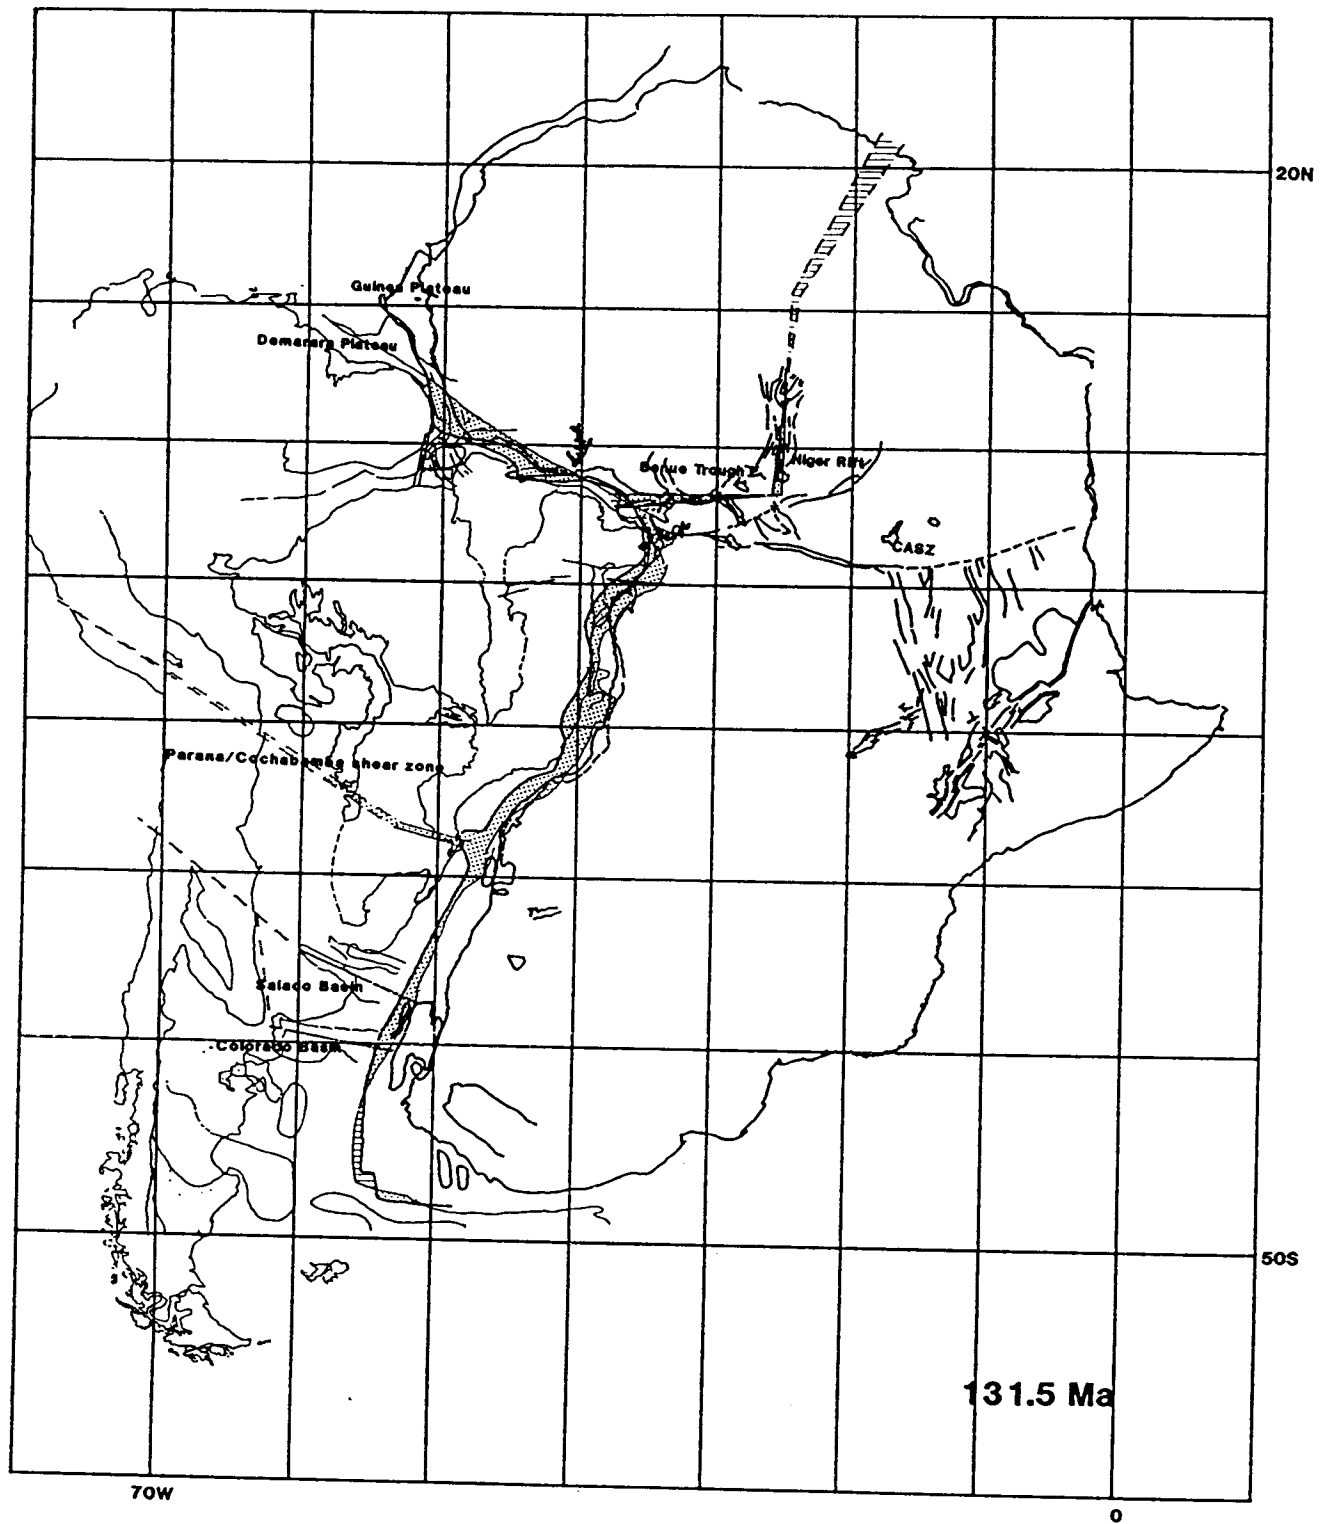 20N
Guinea Plateau
Demarara Plateau
Benue Trough
Niger Rift
CASZ
Parana/Cochabamba shear zone
Salado Basin
Colorado Basin
50S
131.5 Ma
70W
0